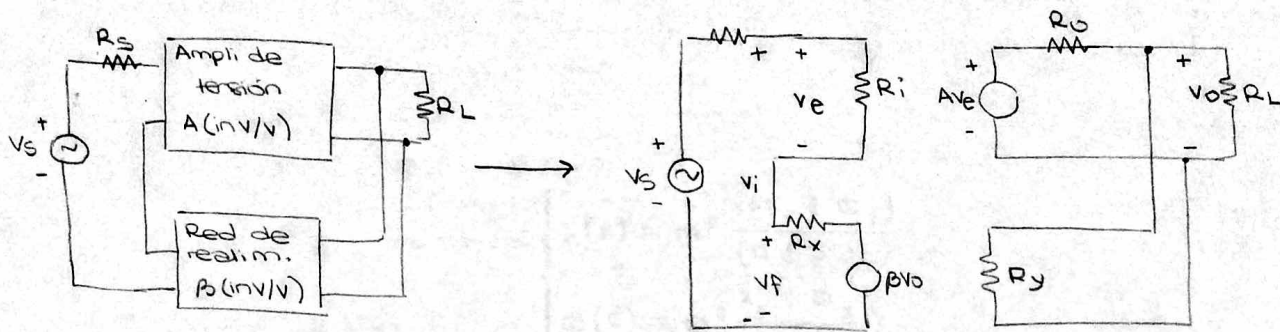 Rs
Ampli de
tensión
A (in V/V)
RL
Vs
+
-
Red de
realim.
β (in V/V)
+
+
Ve
-
Ri
Vs
+
-
Vi
Rx
+
Vf
-
-
βVo
Ro
+
AVe
-
+
Vo
-
RL
Ry